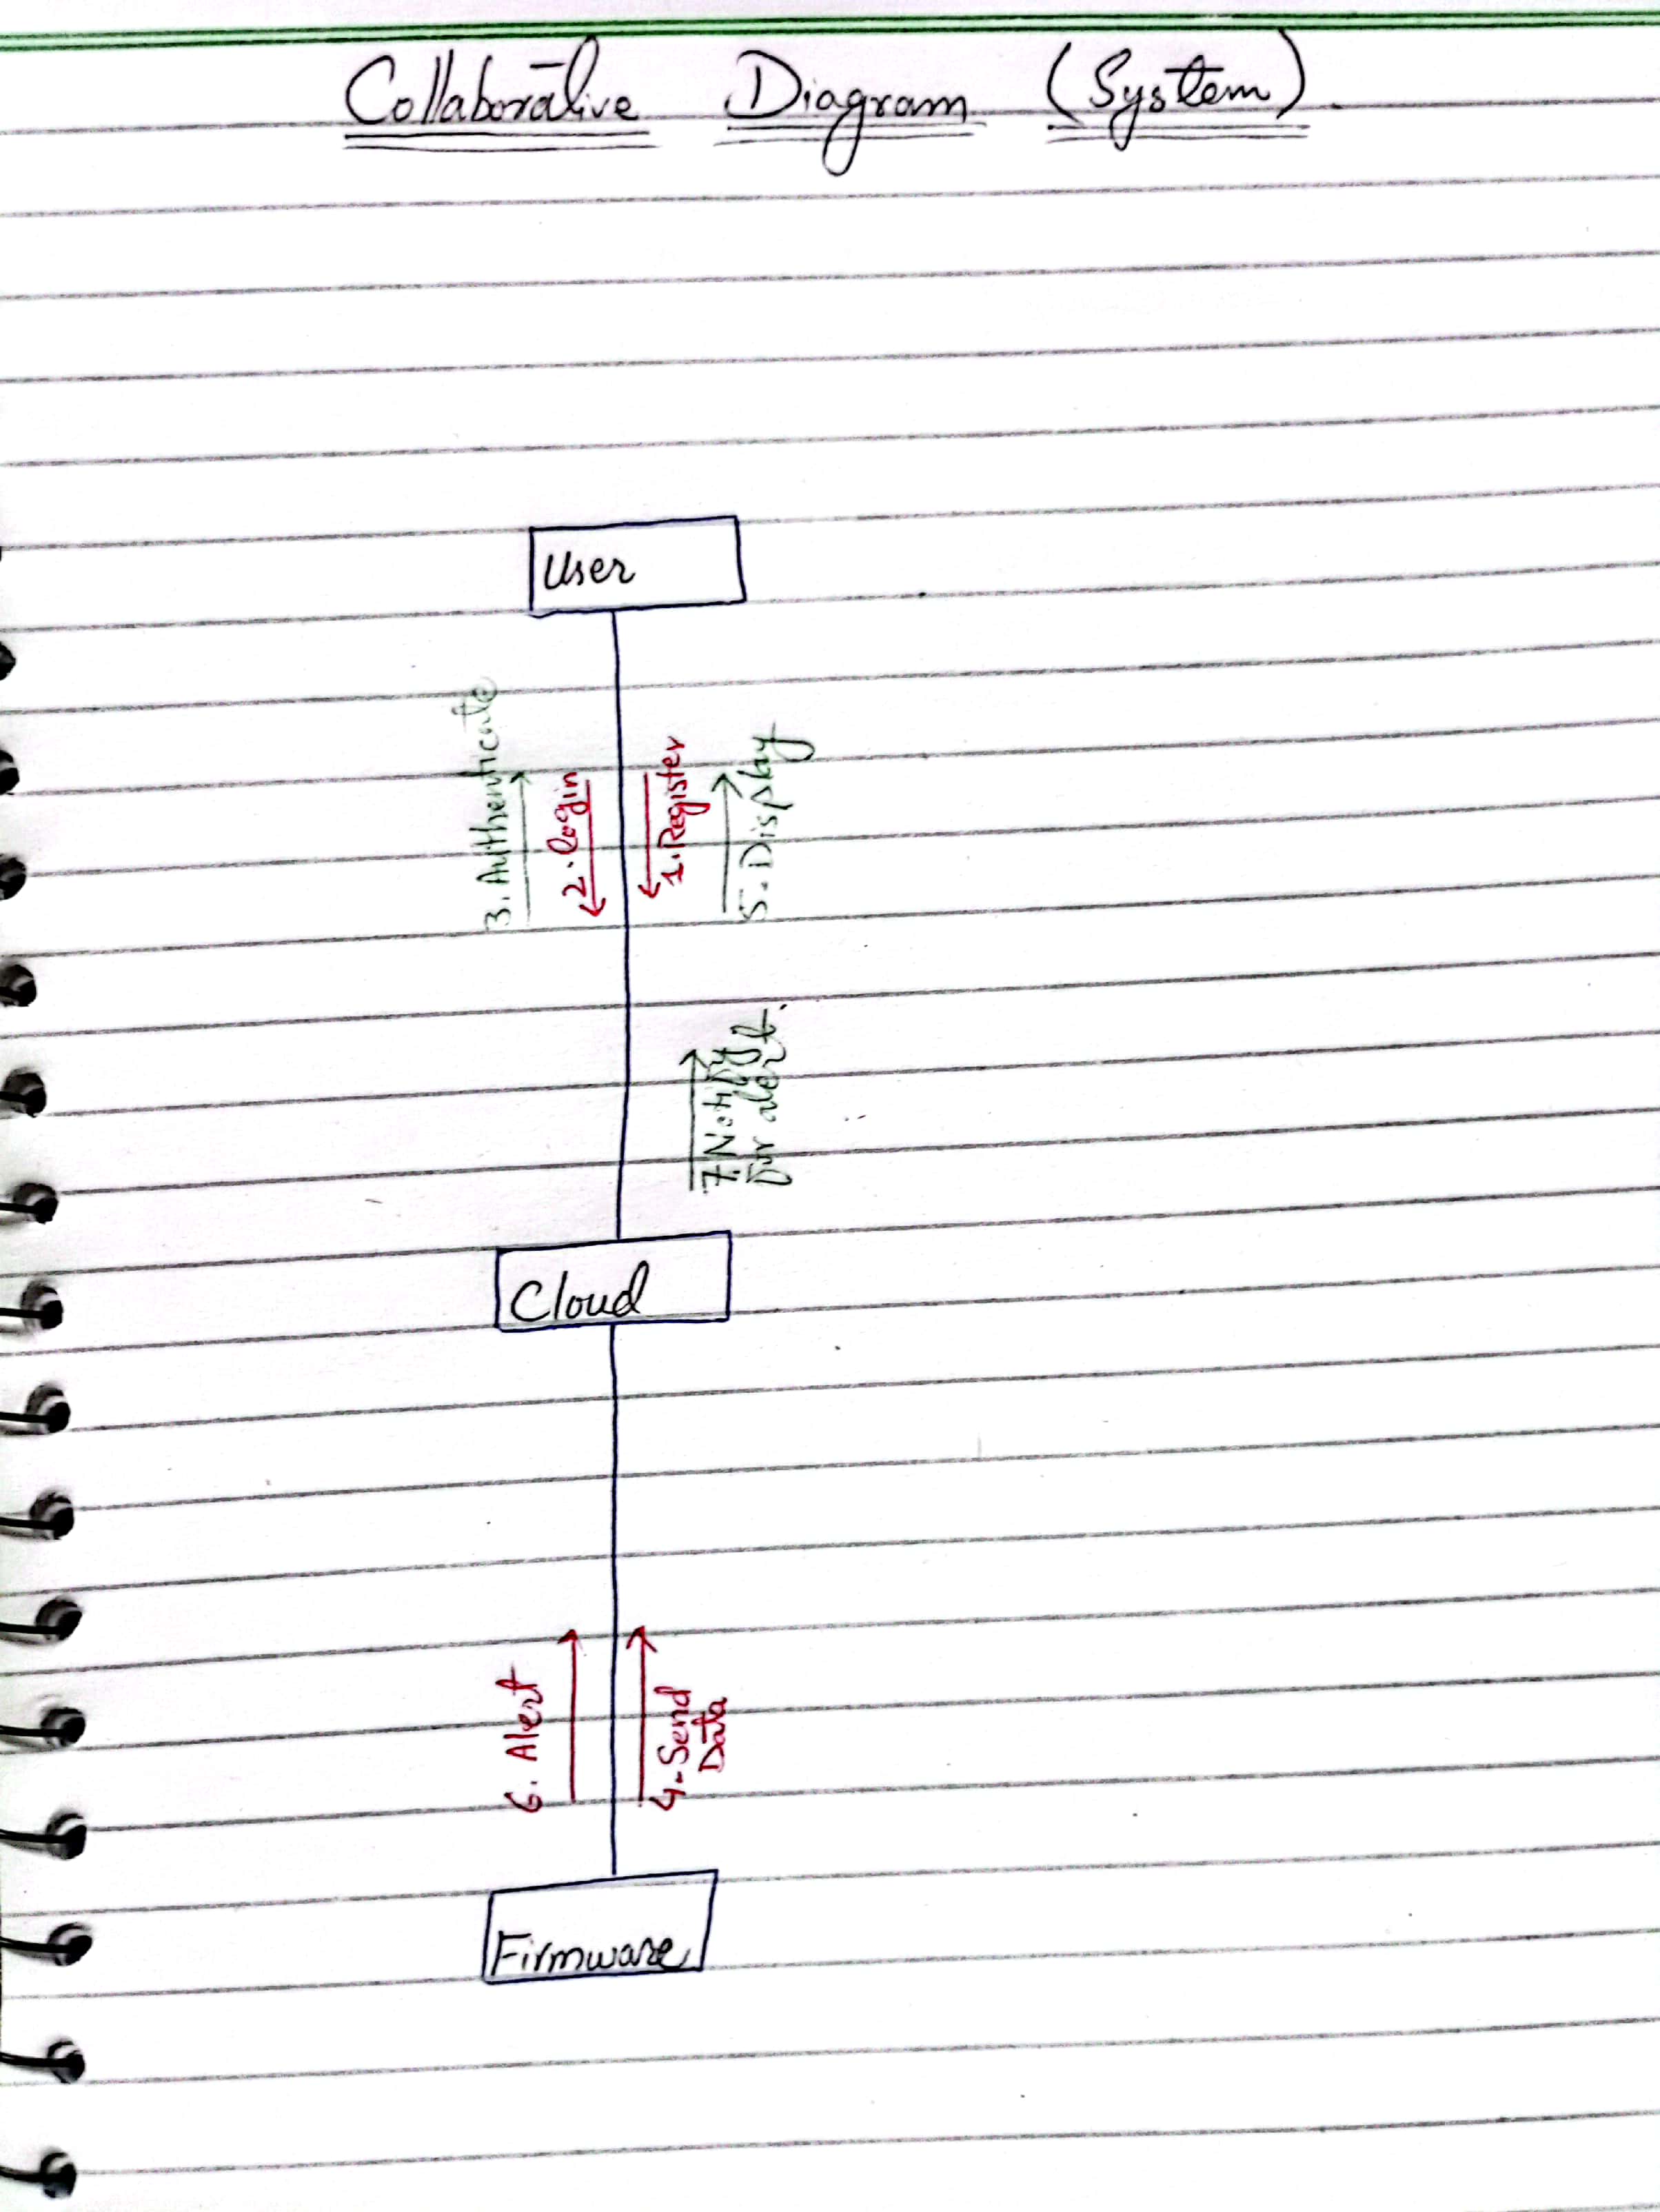 Collaborative Diagram (System).
User
3. Authenticate
2. login
1. Register
5. Display
7. Notify
for alert.
Cloud
6. Alert
4- Send
Data
Firmware